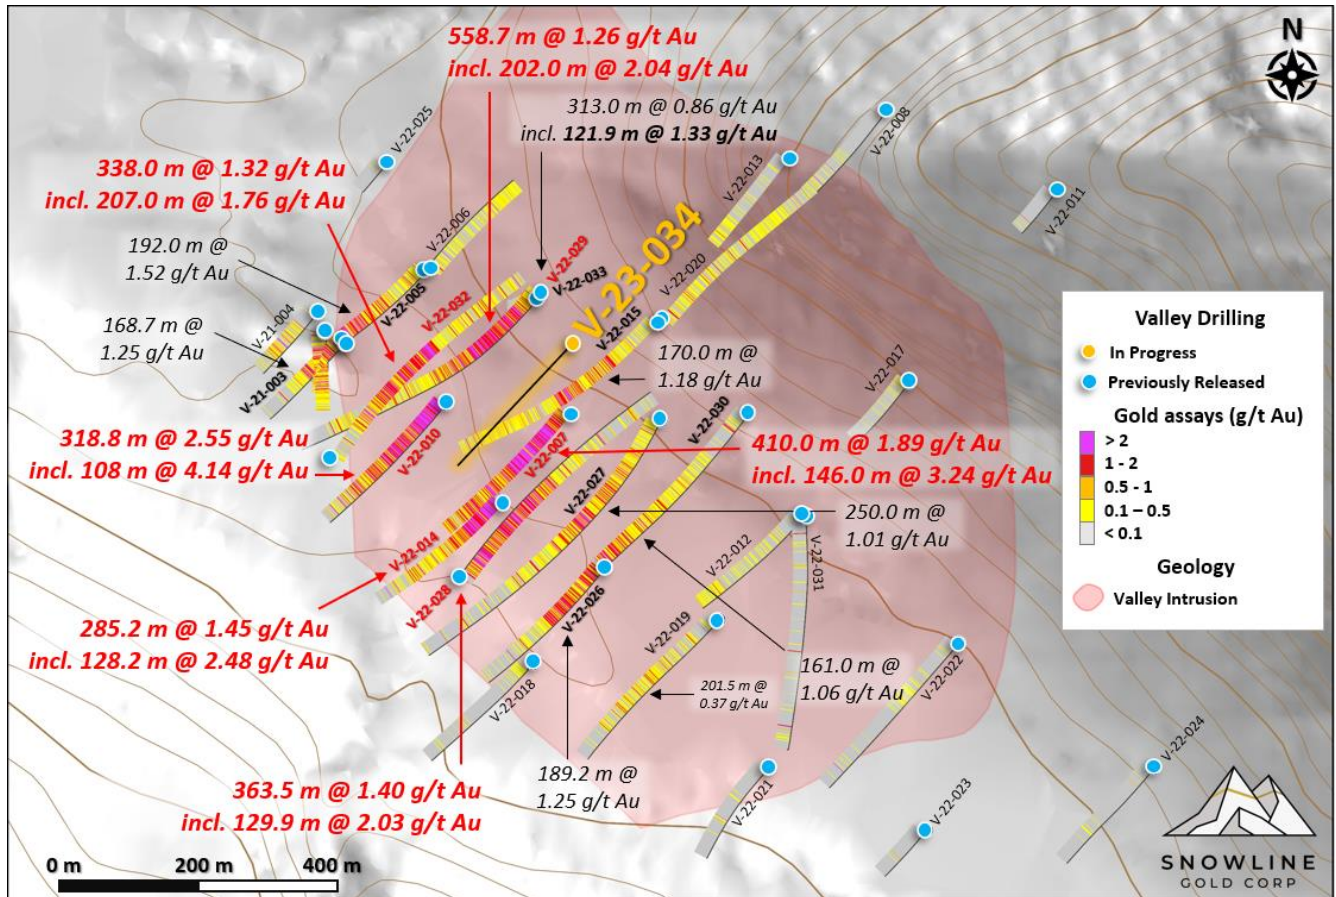 558.7 m @ 1.26 g/t Au
incl. 202.0 m @ 2.04 g/t Au
N
313.0 m @ 0.86 g/t Au
incl. 121.9 m @ 1.33 g/t Au
V-22-025
V-22-008
V-22-013
338.0 m @ 1.32 g/t Au
incl. 207.0 m @ 1.76 g/t Au
V-22-011
V-22-006
192.0 m @
1.52 g/t Au
V-22-029
V-22-033
V-23-034
V-22-020
V-22-005
V-22-032
V-21-004
V-22-015
168.7 m @
1.25 g/t Au
V-21-003
170.0 m @
1.18 g/t Au
V-22-017
V-22-030
318.8 m @ 2.55 g/t Au
incl. 108 m @ 4.14 g/t Au
V-22-010
V-22-007
410.0 m @ 1.89 g/t Au
incl. 146.0 m @ 3.24 g/t Au
V-22-027
250.0 m @
1.01 g/t Au
V-22-014
V-22-012
V-22-031
V-22-028
V-22-026
285.2 m @ 1.45 g/t Au
incl. 128.2 m @ 2.48 g/t Au
V-22-019
V-22-018
161.0 m @
1.06 g/t Au
201.5 m @
0.37 g/t Au
V-22-022
V-22-024
189.2 m @
1.25 g/t Au
363.5 m @ 1.40 g/t Au
incl. 129.9 m @ 2.03 g/t Au
V-22-021
V-22-023
Valley Drilling
In Progress
Previously Released
Gold assays (g/t Au)
> 2
1 - 2
0.5 - 1
0.1 – 0.5
< 0.1
Geology
Valley Intrusion
0 m 200 m 400 m
SNOWLINE
GOLD CORP